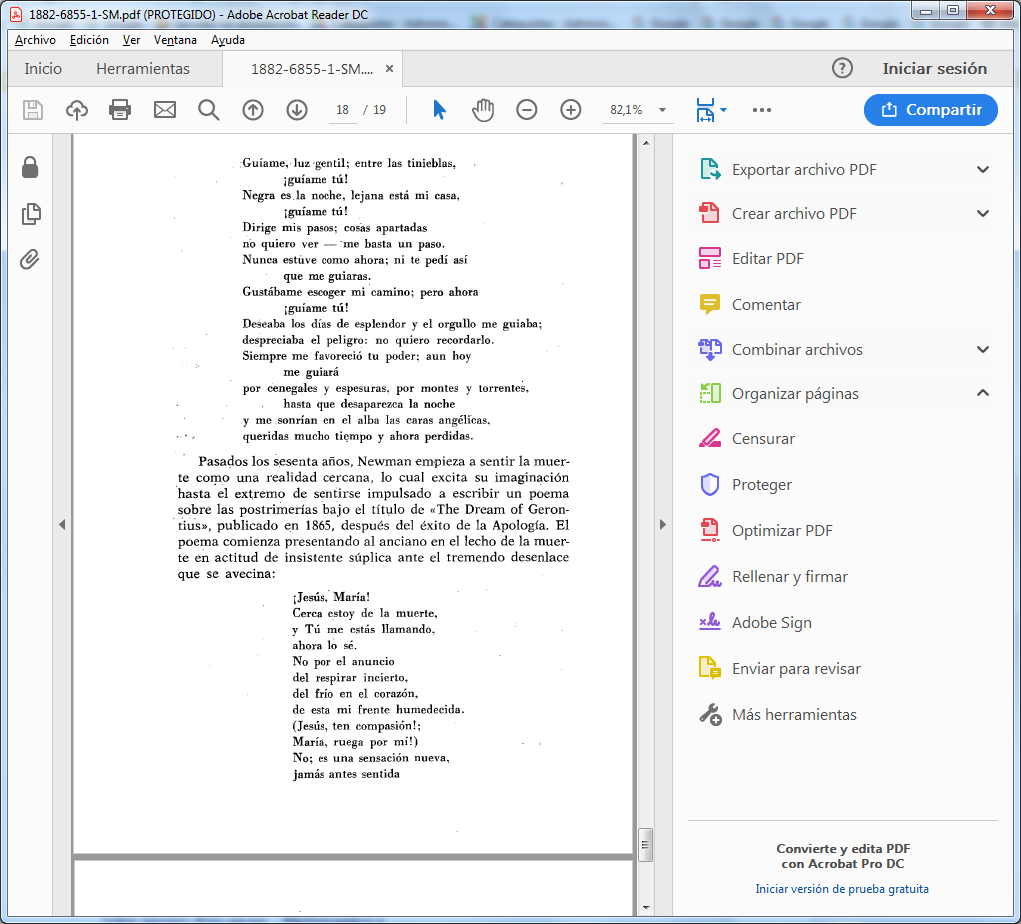 1882-6855-1-SM.pdf (PROTEGIDO) - Adobe Acrobat Reader DC
Archivo Edición Ver Ventana Ayuda
Inicio Herramientas 1882-6855-1-SM.... × Iniciar sesión
18 / 19 82,1% Compartir
Guíame, luz gentil; entre las tinieblas,
¡guíame tú!
Negra es la noche, lejana está mi casa,
¡guíame tú!
Dirige mis pasos; cosas apartadas
no quiero ver — me basta un paso.
Nunca estuve como ahora; ni te pedí así
que me guiaras.
Gustábame escoger mi camino; pero ahora
¡guíame tú!
Deseaba los días de esplendor y el orgullo me guiaba;
despreciaba el peligro: no quiero recordarlo.
Siempre me favoreció tu poder; aun hoy
me guiará
por cenegales y espesuras, por montes y torrentes,
hasta que desaparezca la noche
y me sonrían en el alba las caras angélicas,
queridas mucho tiempo y ahora perdidas.
Pasados los sesenta años, Newman empieza a sentir la muer-
te como una realidad cercana, lo cual excita su imaginación
hasta el extremo de sentirse impulsado a escribir un poema
sobre las postrimerías bajo el título de «The Dream of Geron-
tius», publicado en 1865, después del éxito de la Apología. El
poema comienza presentando al anciano en el lecho de la muer-
te en actitud de insistente súplica ante el tremendo desenlace
que se avecina:
¡Jesús, María!
Cerca estoy de la muerte,
y Tú me estás llamando,
ahora lo sé.
No por el anuncio
del respirar incierto,
del frío en el corazón,
de esta mi frente humedecida.
(Jesús, ten compasión!;
María, ruega por mí!)
No; es una sensación nueva,
jamás antes sentida
Exportar archivo PDF
Crear archivo PDF
Editar PDF
Comentar
Combinar archivos
Organizar páginas
Censurar
Proteger
Optimizar PDF
Rellenar y firmar
Adobe Sign
Enviar para revisar
Más herramientas
Convierte y edita PDF
con Acrobat Pro DC
Iniciar versión de prueba gratuita